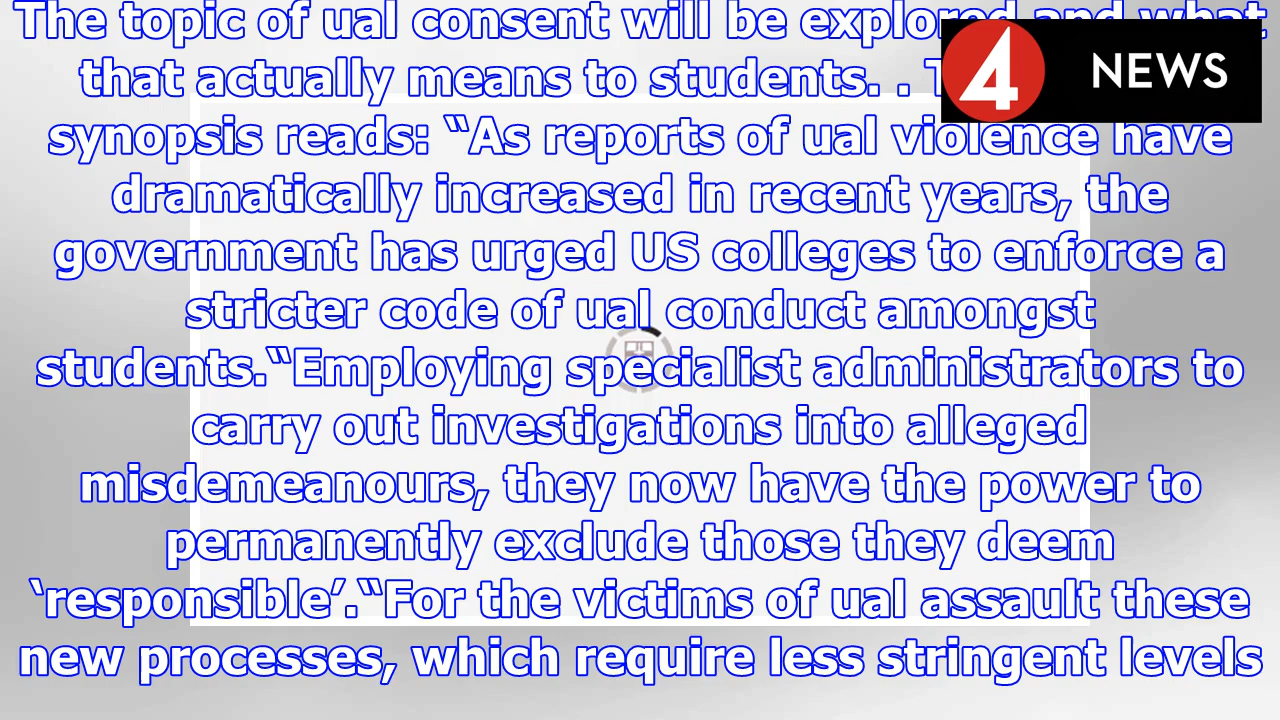 The topic of ual consent will be explored and what
that actually means to students. . T
synopsis reads: “As reports of ual violence have
dramatically increased in recent years, the
government has urged US colleges to enforce a
stricter code of ual conduct amongst
students.“Employing specialist administrators to
carry out investigations into alleged
misdemeanours, they now have the power to
permanently exclude those they deem
‘responsible’.“For the victims of ual assault these
new processes, which require less stringent levels
4 NEWS